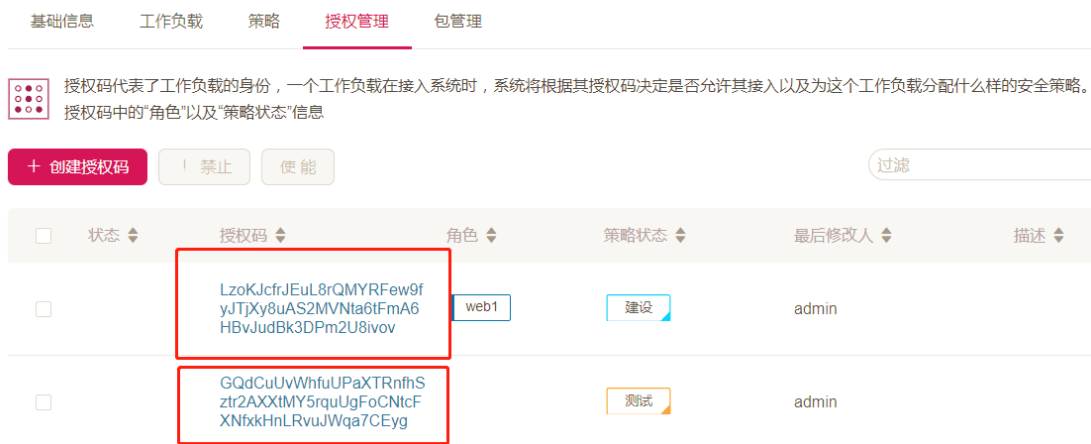 基础信息 工作负载 策略 授权管理 包管理
授权码代表了工作负载的身份，一个工作负载在接入系统时，系统将根据其授权码决定是否允许其接入以及为这个工作负载分配什么样的安全策略。
授权码中的“角色”以及“策略状态”信息
+ 创建授权码 ! 禁止 使能 过滤
状态 授权码 角色 策略状态 最后修改人 描述
LzoKJcfrJEuL8rQMYRFew9f
yJTjXy8uAS2MVNta6tFmA6 web1 建设 admin
HBvJudBk3DPm2U8ivov
GQdCuUvWhfuUPaXTRnfhS
ztr2AXXtMY5rquUgFoCNtcF 测试 admin
XNfxkHnLRvuJWqa7CEyg